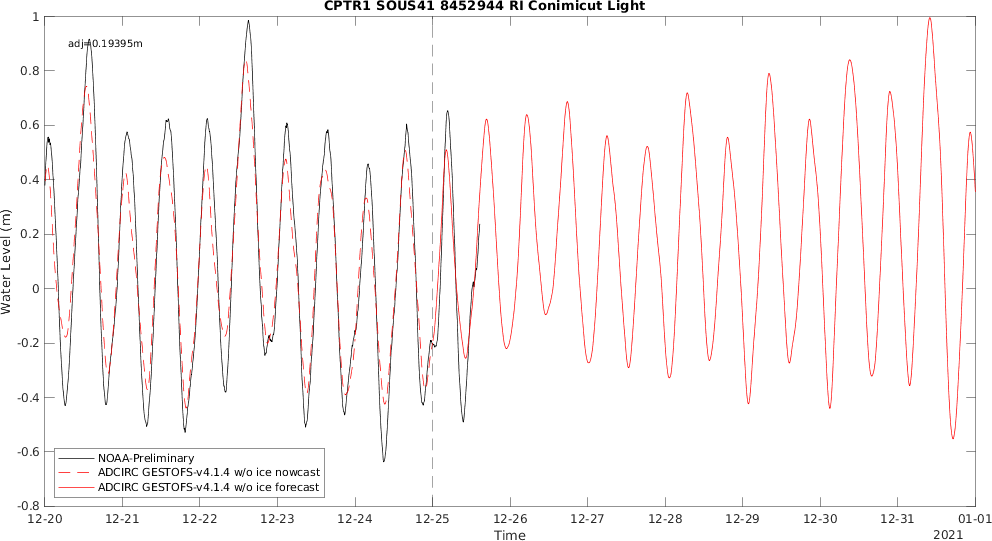 CPTR1 SOUS41 8452944 RI Conimicut Light
adj=0.19395m
1
0.8
0.6
0.4
0.2
0
-0.2
-0.4
-0.6
-0.8
Water Level (m)
NOAA-Preliminary
ADCIRC GESTOFS-v4.1.4 w/o ice nowcast
ADCIRC GESTOFS-v4.1.4 w/o ice forecast
12-20 12-21 12-22 12-23 12-24 12-25 12-26 12-27 12-28 12-29 12-30 12-31 01-01
Time
2021